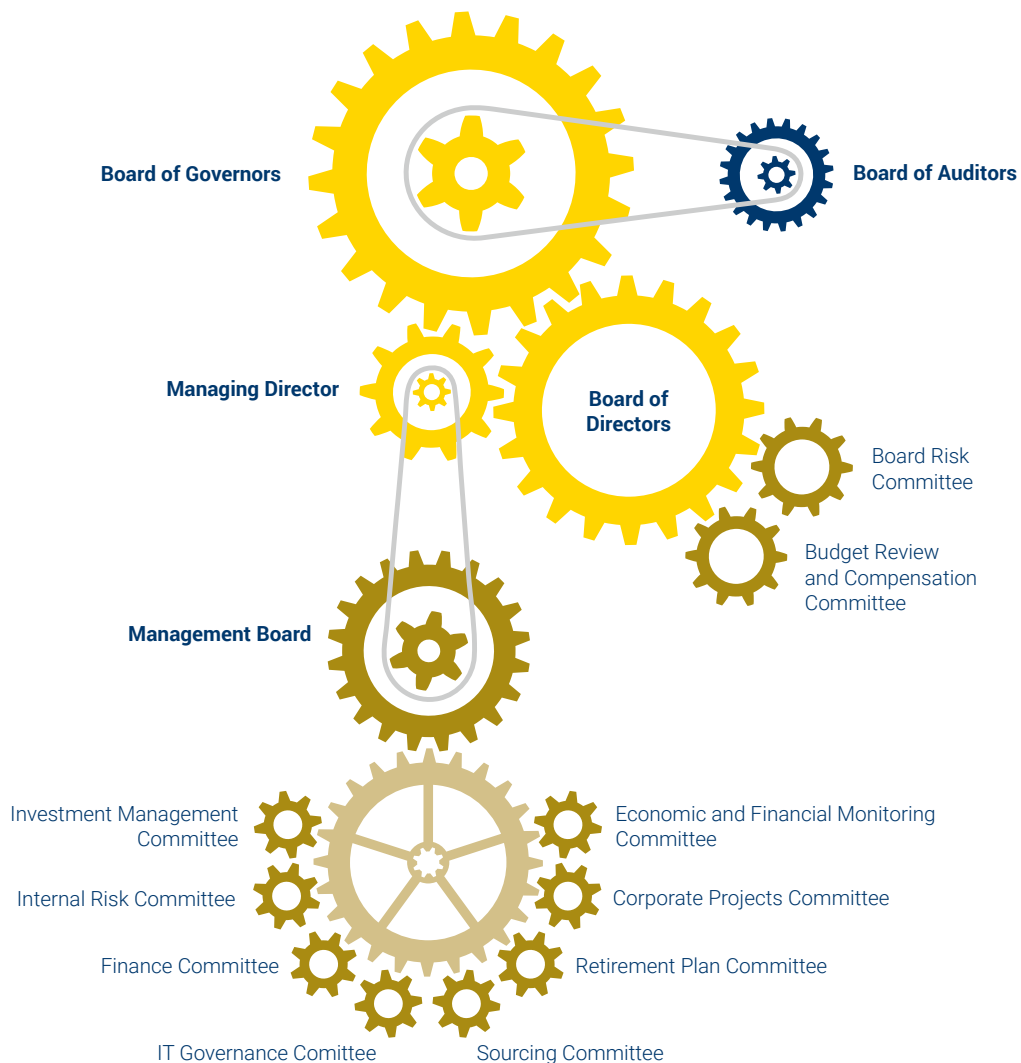 Board of Governors
Board of Auditors
Managing Director
Board of
Directors
Board Risk
Committee
Budget Review
and Compensation
Committee
Management Board
Investment Management
Committee
Economic and Financial Monitoring
Committee
Internal Risk Committee
Corporate Projects Committee
Finance Committee
Retirement Plan Committee
IT Governance Comittee
Sourcing Committee